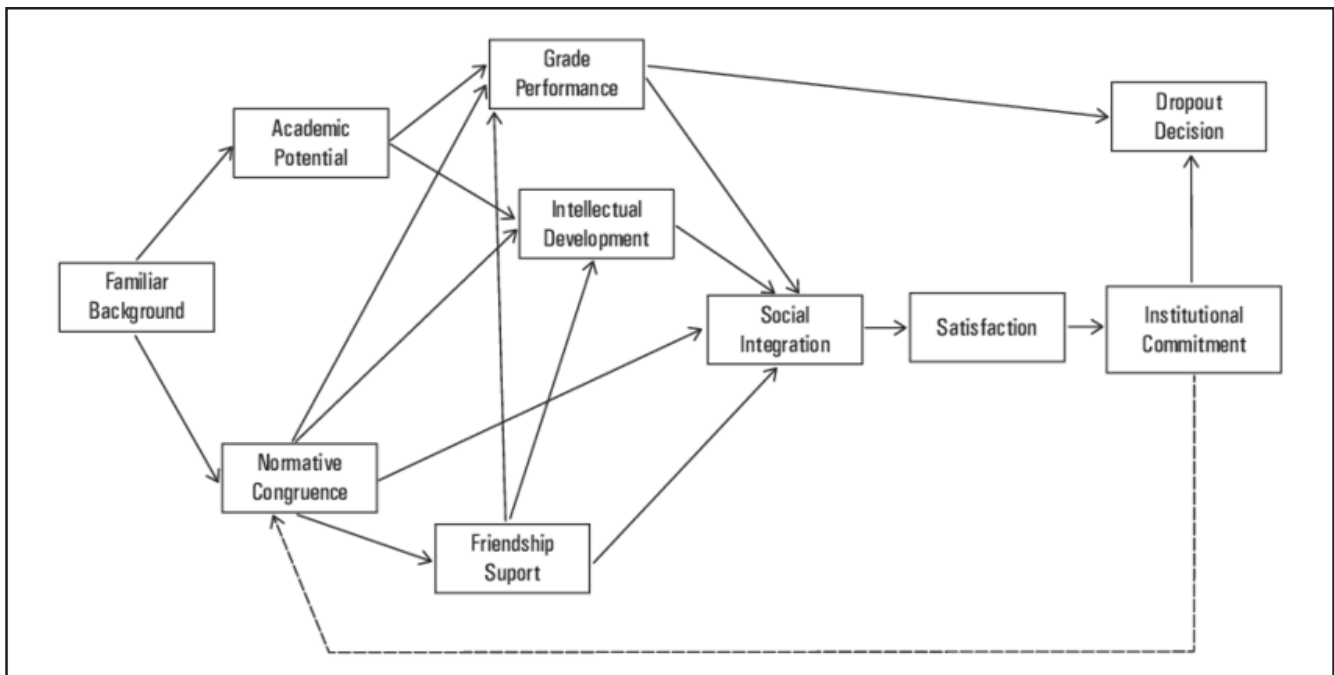 Grade
Performance
Dropout
Decision
Academic
Potential
Intellectual
Development
Familiar
Background
Social
Integration
Satisfaction
Institutional
Commitment
Normative
Congruence
Friendship
Suport